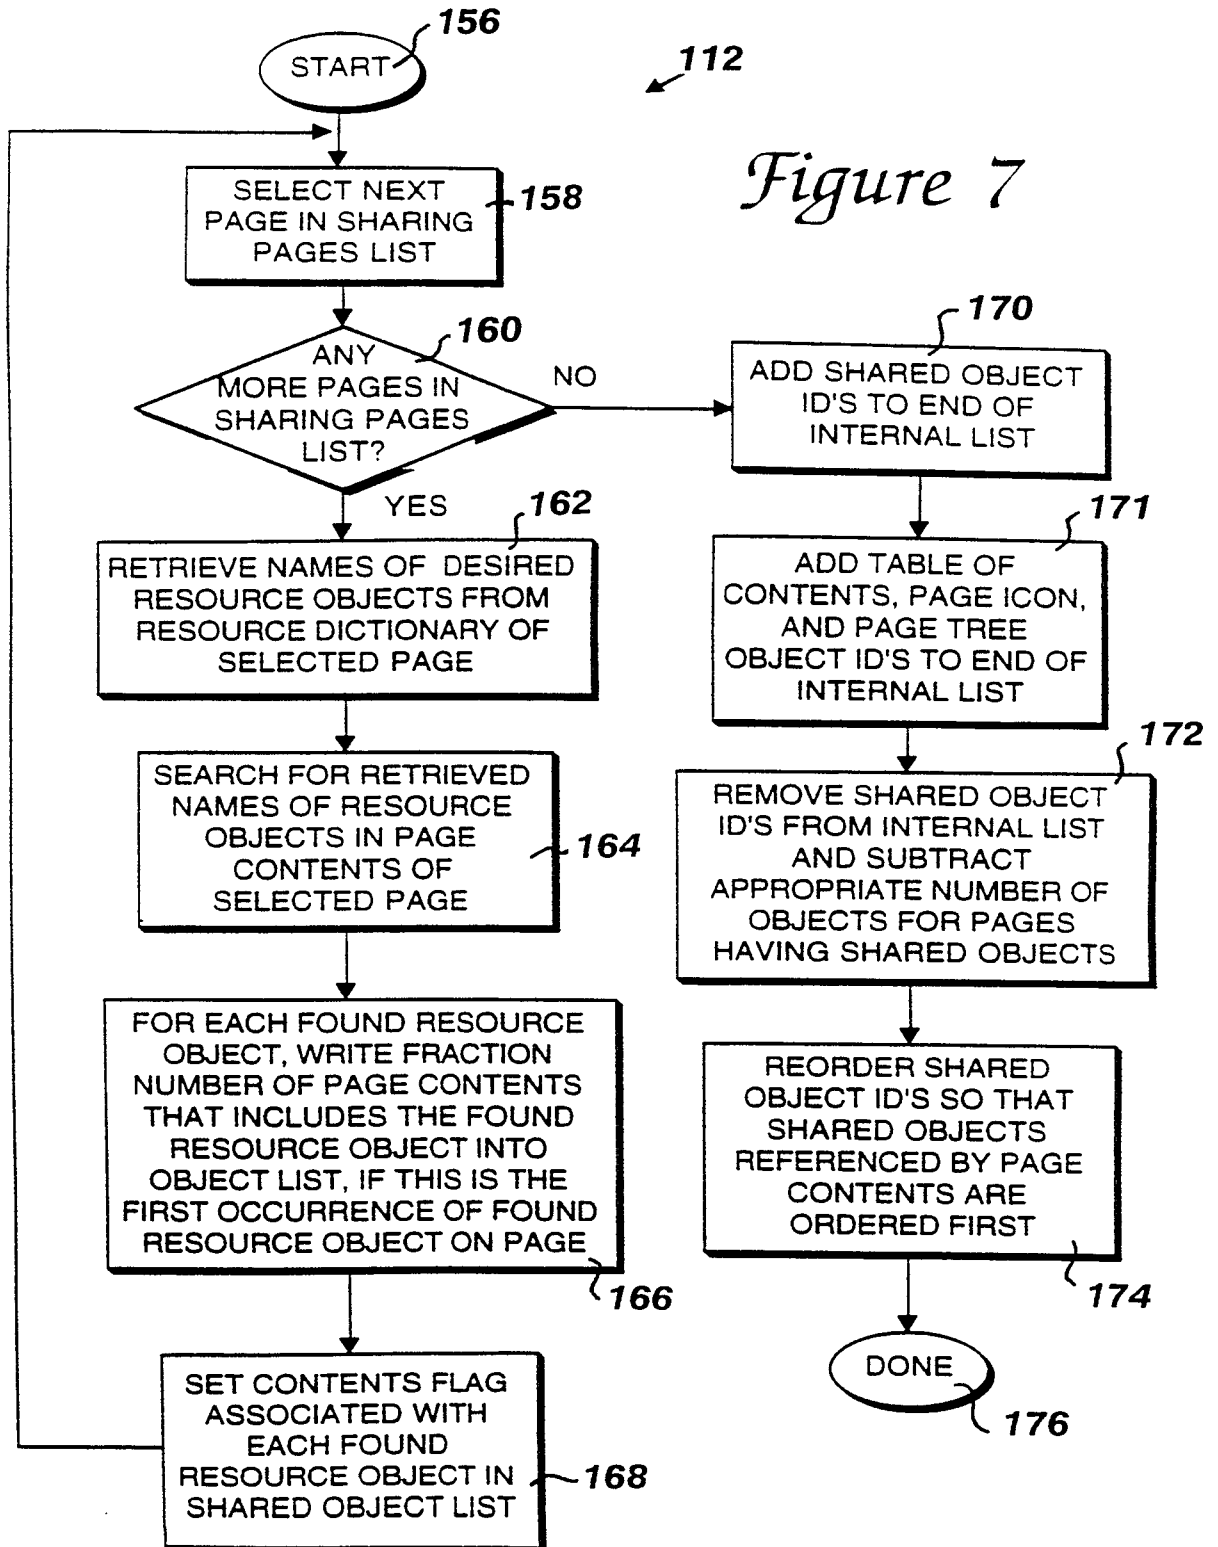 156
START
112
Figure 7
SELECT NEXT
PAGE IN SHARING
PAGES LIST
158
ANY
MORE PAGES IN
SHARING PAGES
LIST?
160
NO
YES
162
RETRIEVE NAMES OF DESIRED
RESOURCE OBJECTS FROM
RESOURCE DICTIONARY OF
SELECTED PAGE
SEARCH FOR RETRIEVED
NAMES OF RESOURCE
OBJECTS IN PAGE
CONTENTS OF
SELECTED PAGE
164
FOR EACH FOUND RESOURCE
OBJECT, WRITE FRACTION
NUMBER OF PAGE CONTENTS
THAT INCLUDES THE FOUND
RESOURCE OBJECT INTO
OBJECT LIST, IF THIS IS THE
FIRST OCCURRENCE OF FOUND
RESOURCE OBJECT ON PAGE
166
SET CONTENTS FLAG
ASSOCIATED WITH
EACH FOUND
RESOURCE OBJECT IN
SHARED OBJECT LIST
168
170
ADD SHARED OBJECT
ID'S TO END OF
INTERNAL LIST
171
ADD TABLE OF
CONTENTS, PAGE ICON,
AND PAGE TREE
OBJECT ID'S TO END OF
INTERNAL LIST
172
REMOVE SHARED OBJECT
ID'S FROM INTERNAL LIST
AND SUBTRACT
APPROPRIATE NUMBER OF
OBJECTS FOR PAGES
HAVING SHARED OBJECTS
REORDER SHARED
OBJECT ID'S SO THAT
SHARED OBJECTS
REFERENCED BY PAGE
CONTENTS ARE
ORDERED FIRST
174
DONE
176